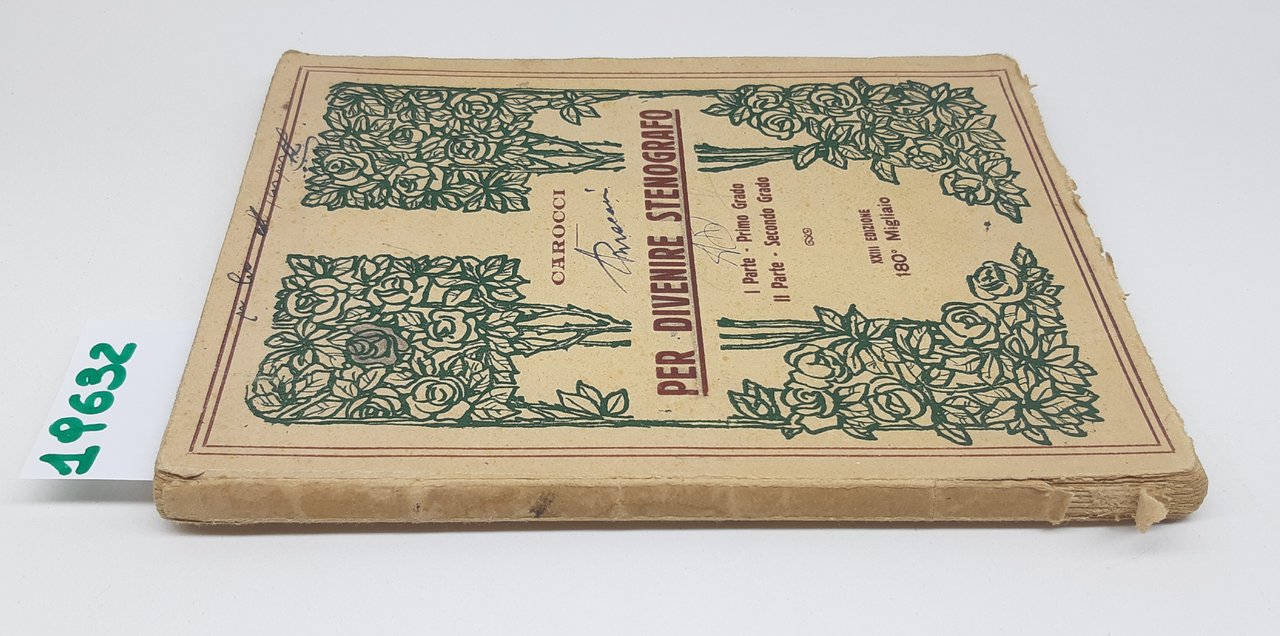 CAROCCI
PER DIVENIRE STENOGRAFO
I Parte - Primo Grado
II Parte - Secondo Grado
XXIII EDIZIONE
180° Migliaio
19632